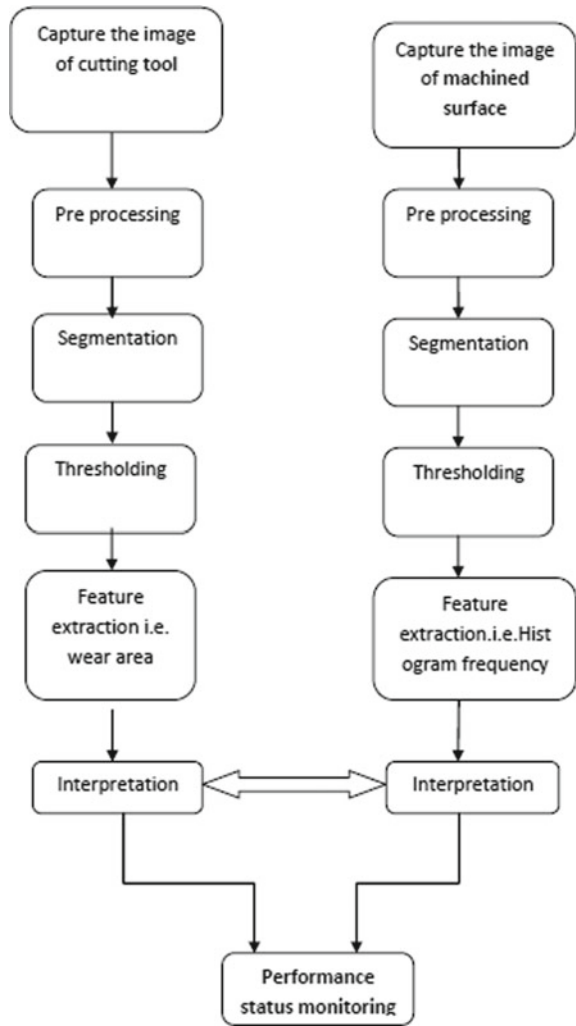 Capture the image
of cutting tool
Pre processing
Segmentation
Thresholding
Feature
extraction i.e.
wear area
Interpretation
Capture the image
of machined
surface
Pre processing
Segmentation
Thresholding
Feature
extraction.i.e.Hist
ogram frequency
Interpretation
Performance
status monitoring